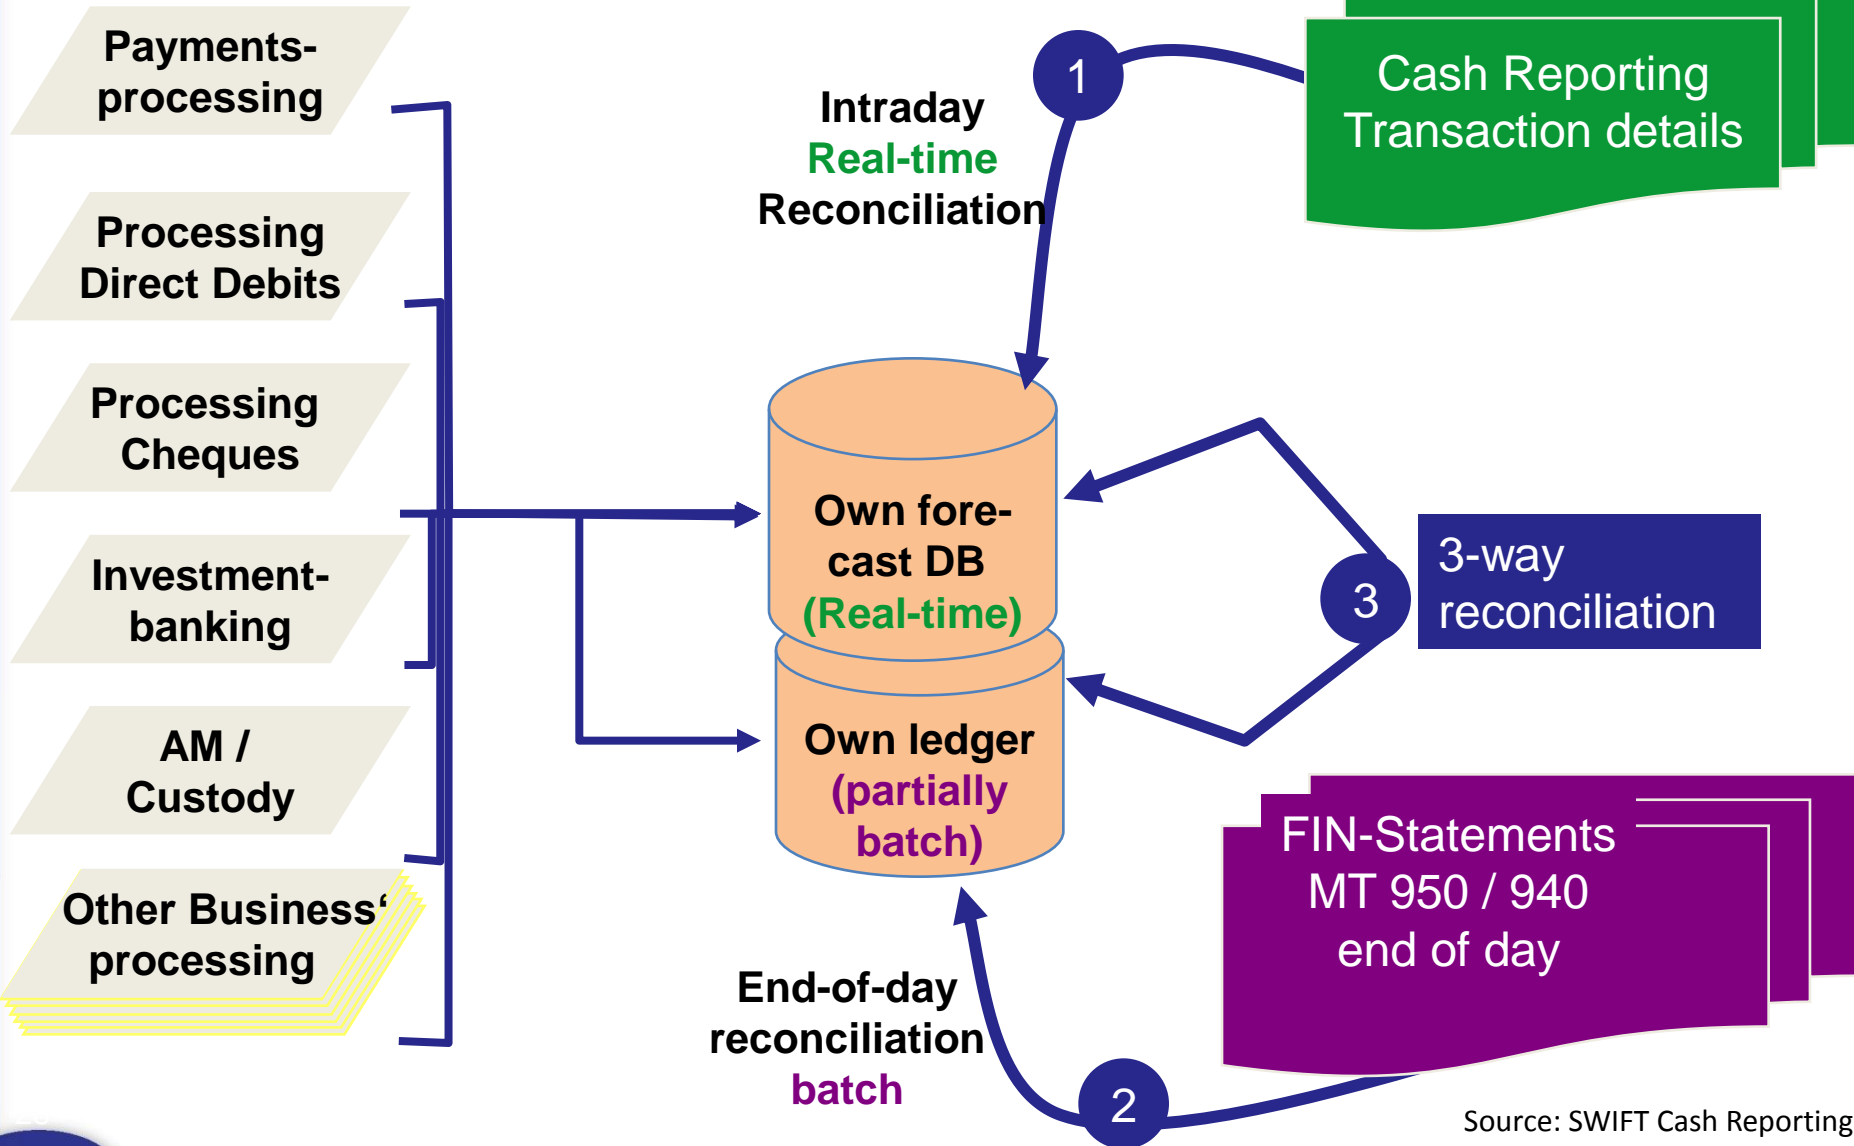 Payments-
processing
Processing
Direct Debits
Processing
Cheques
Investment-
banking
AM /
Custody
Other Business‘
processing
Intraday
Real-time
Reconciliation
1
Cash Reporting
Transaction details
Own fore-
cast DB
(Real-time)
Own ledger
(partially
batch)
3
3-way
reconciliation
FIN-Statements
MT 950 / 940
end of day
End-of-day
reconciliation
batch
2
Source: SWIFT Cash Reporting